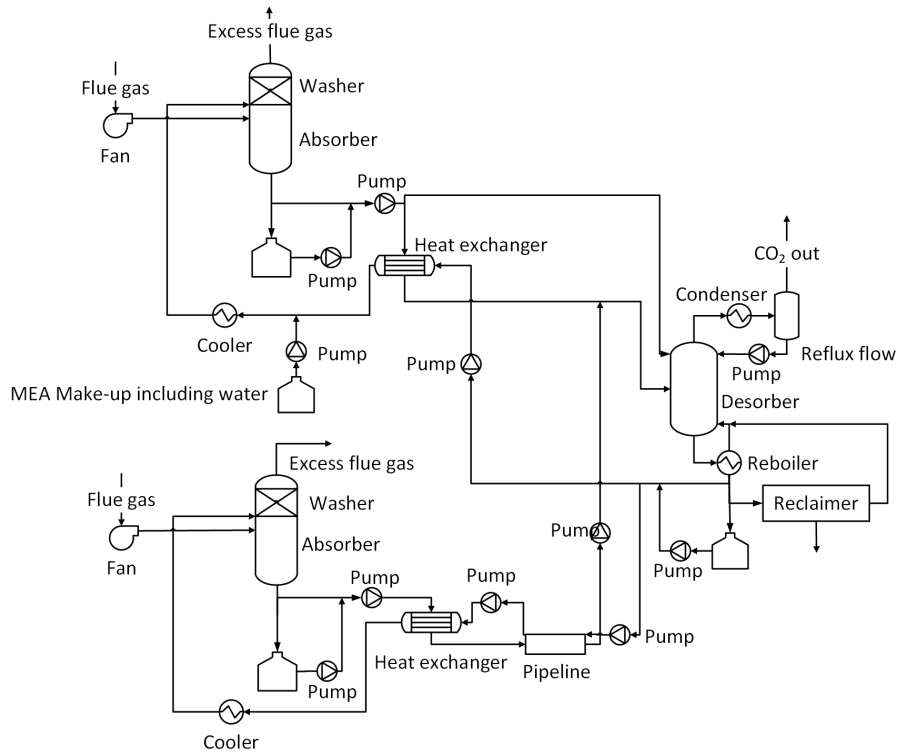 Excess flue gas
Flue gas
Washer
Fan
Absorber
Pump
Pump
Heat exchanger
CO₂ out
Condenser
Cooler
Pump
Pump
Pump
Reflux flow
MEA Make-up including water
Desorber
Excess flue gas
Reboiler
Flue gas
Washer
Reclaimer
Absorber
Pump
Fan
Pump
Pump
Pump
Pump
Heat exchanger
Pipeline
Pump
Cooler